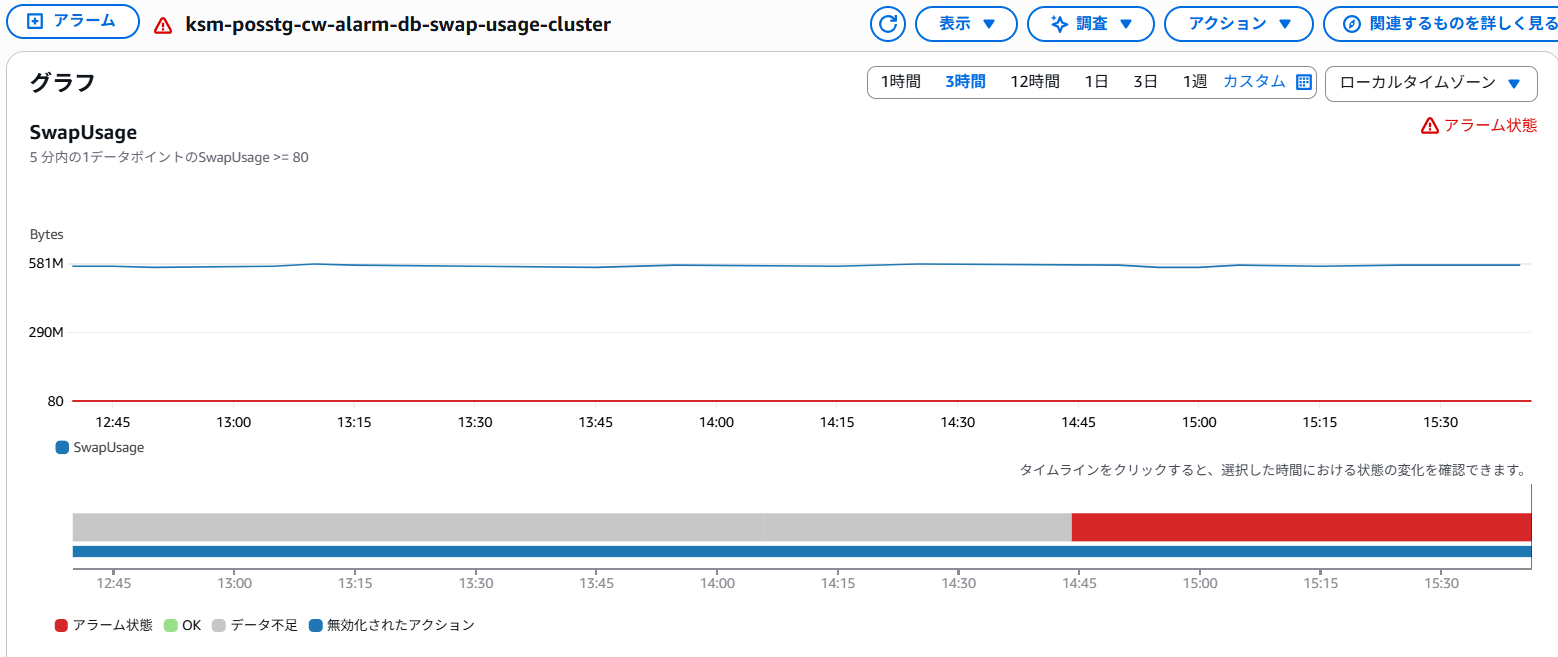 アラーム
ksm-posstg-cw-alarm-db-swap-usage-cluster
表示 ▼
調査 ▼
アクション ▼
関連するものを詳しく見る
グラフ
1時間 3時間 12時間 1日 3日 1週 カスタム
ローカルタイムゾーン ▼
SwapUsage
アラーム状態
5 分内の1データポイントのSwapUsage >= 80
Bytes
581M
290M
80
12:45 13:00 13:15 13:30 13:45 14:00 14:15 14:30 14:45 15:00 15:15 15:30
SwapUsage
タイムラインをクリックすると、選択した時間における状態の変化を確認できます。
12:45 13:00 13:15 13:30 13:45 14:00 14:15 14:30 14:45 15:00 15:15 15:30
アラーム状態 OK データ不足 無効化されたアクション